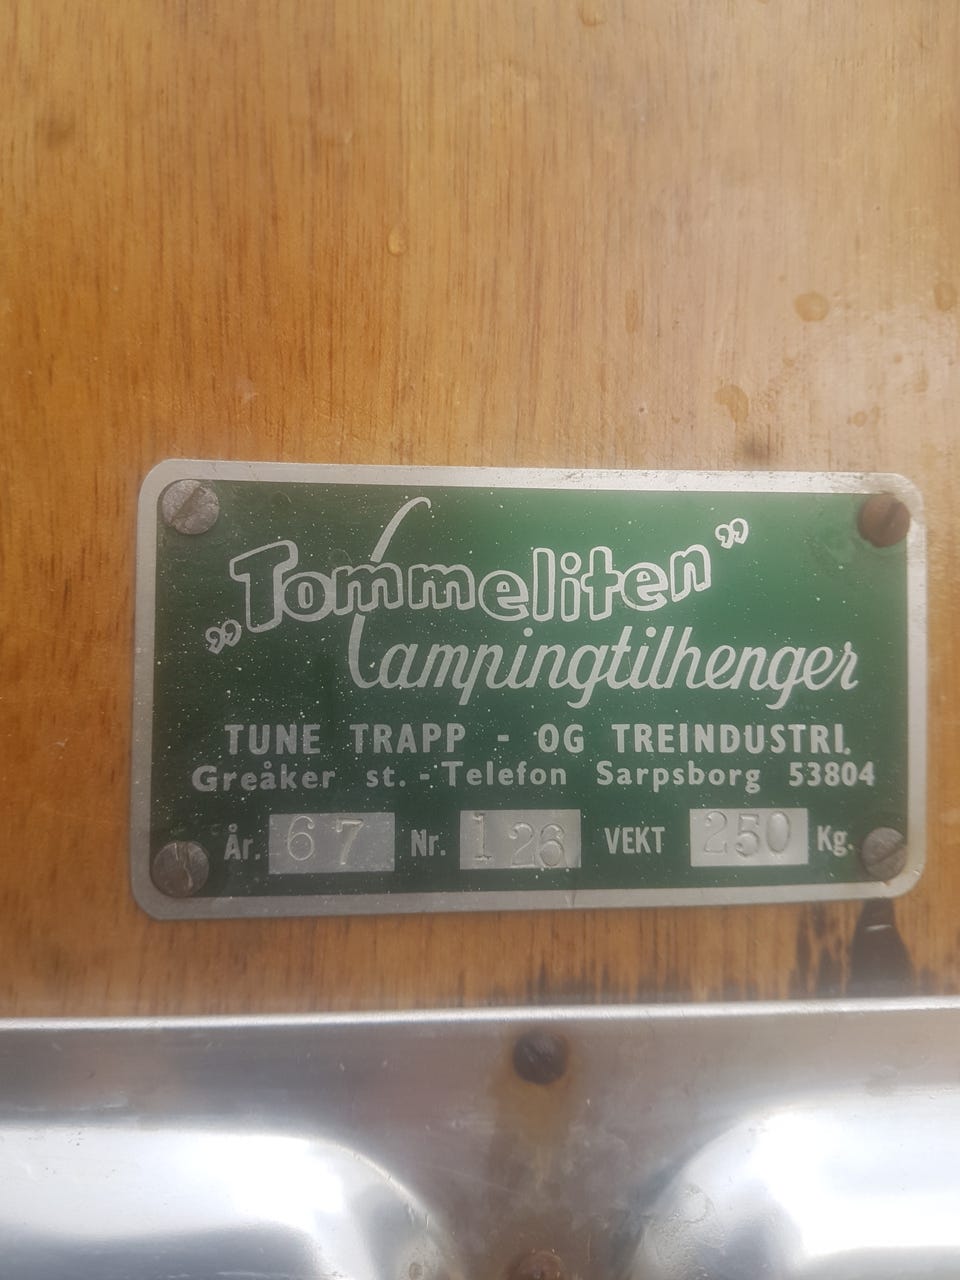 „Tommeliten”
Campingtilhenger
TUNE TRAPP - OG TREINDUSTRI.
Greåker st. - Telefon Sarpsborg 53804
År. 67 Nr. 126 VEKT 250 Kg.